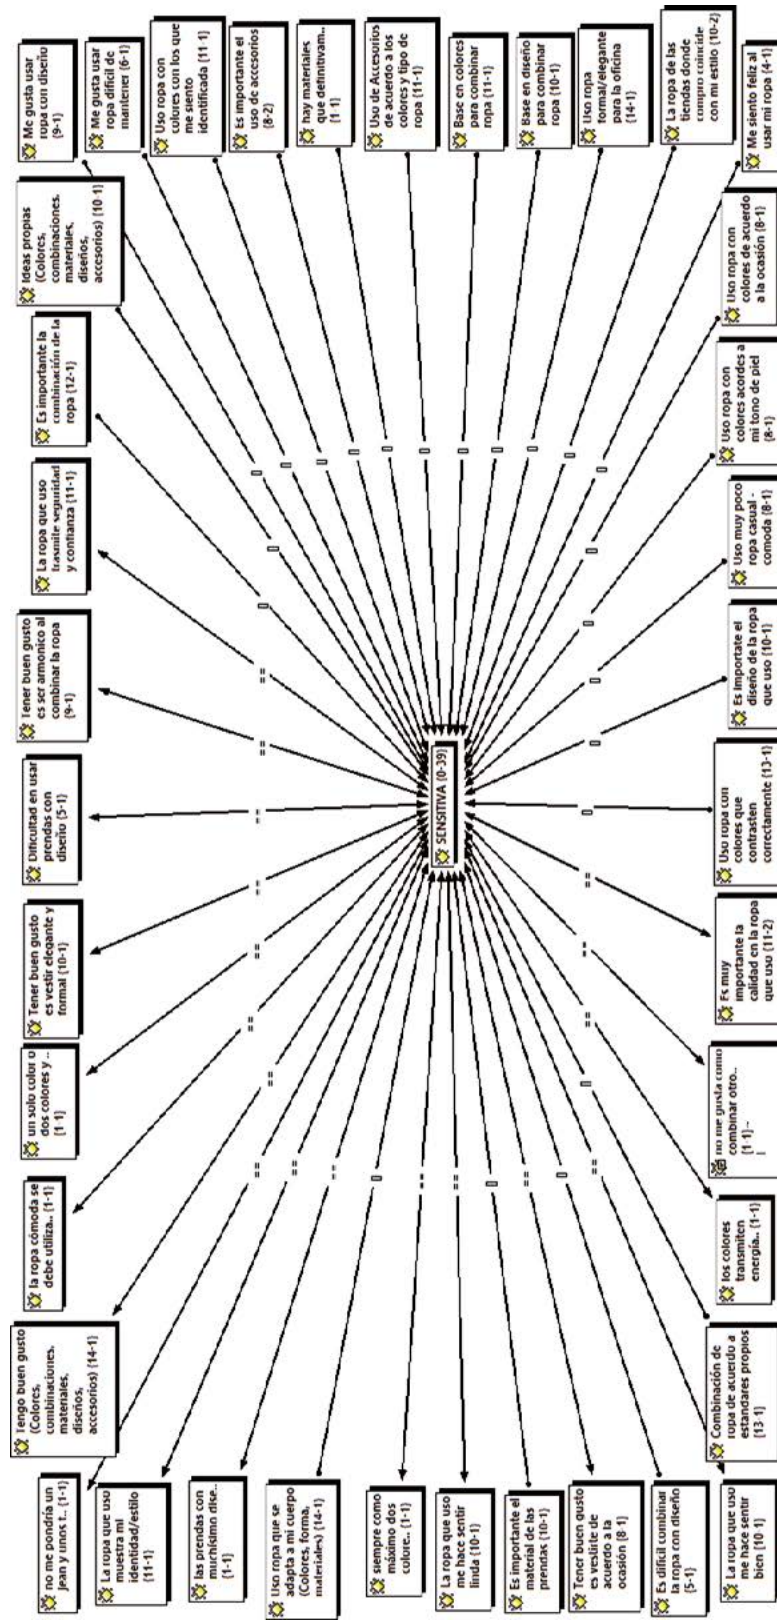 no me pondría un
jean y unos t.. {1-1}
Tengo buen gusto
(Colores,
combinaciones,
materiales,
diseños,
accesorios) {14-1}
la ropa cómoda se
debe utiliza.. {1-1}
un solo color o
dos colores y ..
{1-1}
Tener buen gusto
es vestir elegante y
formal {10-1}
Dificultad en usar
prendas con
diseño {5-1}
Tener buen gusto
es ser armonico al
combinar la ropa
{9-1}
La ropa que uso
trasmite seguridad
y confianza {11-1}
Es importante la
combinación de la
ropa {12-1}
Ideas propias
(Colores,
combinaciones,
materiales,
diseños,
accesorios) {10-1}
Me gusta usar
ropa con diseño
{9-1}
La ropa que uso
muestra mi
identidad/estilo
{11-1}
Me gusta usar
ropa dificil de
mantener {6-1}
las prendas con
muchísimo dise..
{1-1}
Uso ropa con
colores con los que
me siento
identificada {11-1}
Uso ropa que se
adapta a mi cuerpo
(Colores, forma,
materiales) {14-1}
Es importante el
uso de accesorios
{8-2}
hay materiales
que definitivam..
{1-1}
siempre como
máximo dos
colore.. {1-1}
SENSITIVA {0-39}
Uso de Accesorios
de acuerdo a los
colores y tipo de
ropa {11-1}
La ropa que uso
me hace sentir
linda {10-1}
Base en colores
para combinar
ropa {11-1}
Es importante el
material de las
prendas {10-1}
Base en diseño
para combinar
ropa {10-1}
Tener buen gusto
es vestirte de
acuerdo a la
ocasión {8-1}
Uso ropa
formal/elegante
para la oficina
{14-1}
Es dificil combinar
la ropa con diseño
{5-1}
La ropa de las
tiendas donde
compro coincide
con mi estilo {10-2}
La ropa que uso
me hace sentir
bien {10-1}
Combinación de
ropa de acuerdo a
estandares propios
{13-1}
los colores
transmiten
energía.. {1-1}
no me gusta como
combinar otro..
{1-1}~
Es muy
importante la
calidad en la ropa
que uso {11-2}
Uso ropa con
colores que
contrasten
correctamente {13-1}
Es importate el
diseño de la ropa
que uso {10-1}
Uso muy poco
ropa casual -
comoda {8-1}
Uso ropa con
colores acordes a
mi tono de piel
{8-1}
Uso ropa con
colores de acuerdo
a la ocasión {8-1}
Me siento feliz al
usar mi ropa {4-1}